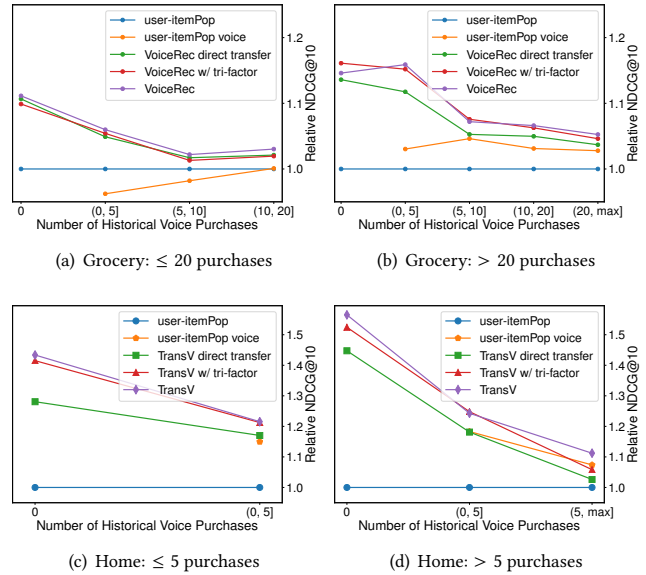 user-itemPop
user-itemPop voice
VoiceRec direct transfer
VoiceRec w/ tri-factor
VoiceRec
1.2
1.1
1.0
Relative NDCG@10
0 (0, 5] (5, 10] (10, 20]
Number of Historical Voice Purchases
(a) Grocery: ≤ 20 purchases
user-itemPop
user-itemPop voice
VoiceRec direct transfer
VoiceRec w/ tri-factor
VoiceRec
1.2
1.1
1.0
Relative NDCG@10
0 (0, 5] (5, 10] (10, 20] (20, max]
Number of Historical Voice Purchases
(b) Grocery: > 20 purchases
user-itemPop
user-itemPop voice
TransV direct transfer
TransV w/ tri-factor
TransV
1.5
1.4
1.3
1.2
1.1
1.0
Relative NDCG@10
0 (0, 5]
Number of Historical Voice Purchases
(c) Home: ≤ 5 purchases
user-itemPop
user-itemPop voice
TransV direct transfer
TransV w/ tri-factor
TransV
1.5
1.4
1.3
1.2
1.1
1.0
Relative NDCG@10
0 (0, 5] (5, max]
Number of Historical Voice Purchases
(d) Home: > 5 purchases